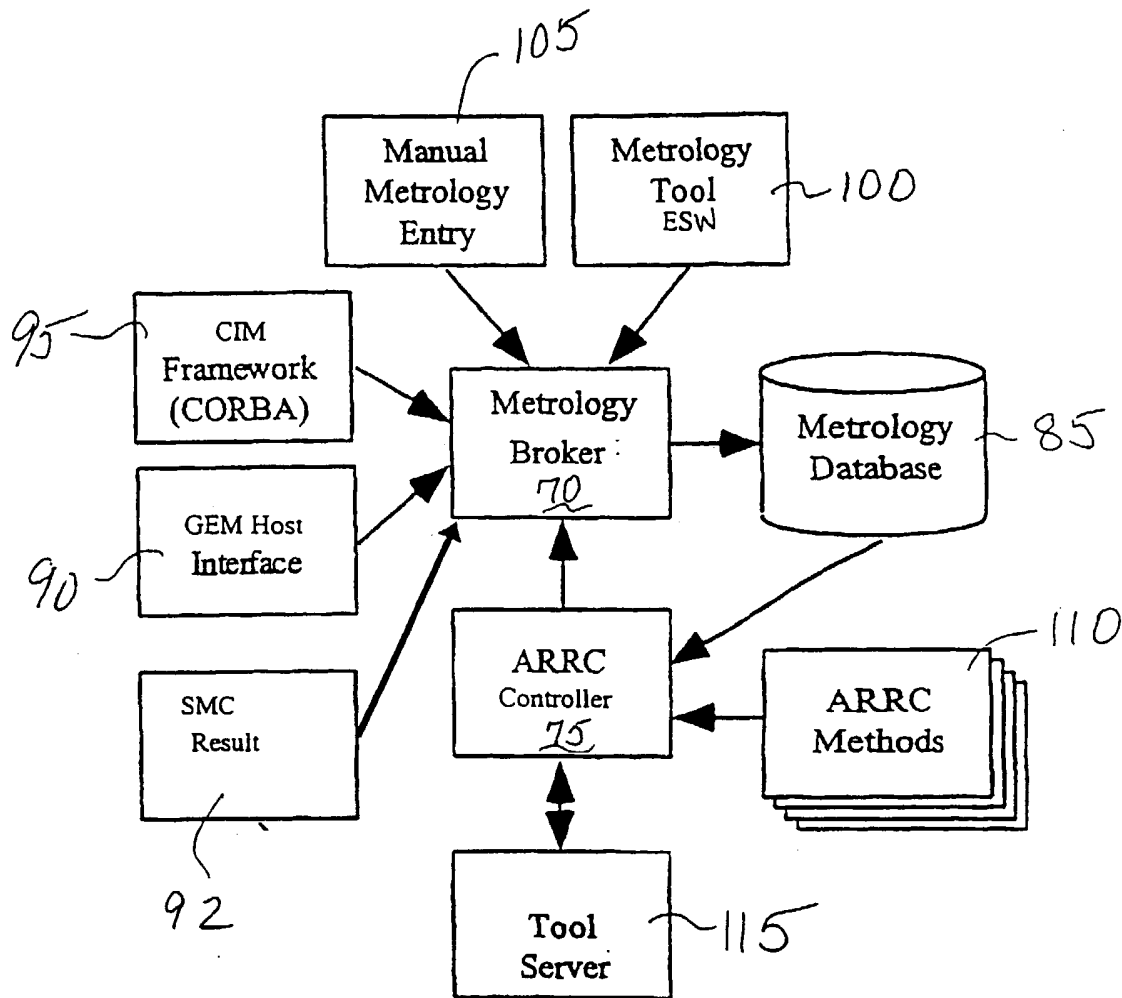 105
Manual
Metrology
Entry
Metrology
Tool
ESW
100
95
CIM
Framework
(CORBA)
Metrology
Broker
70
Metrology
Database
85
GEM Host
Interface
90
ARRC
Controller
75
110
ARRC
Methods
SMC
Result
92
Tool
Server
115